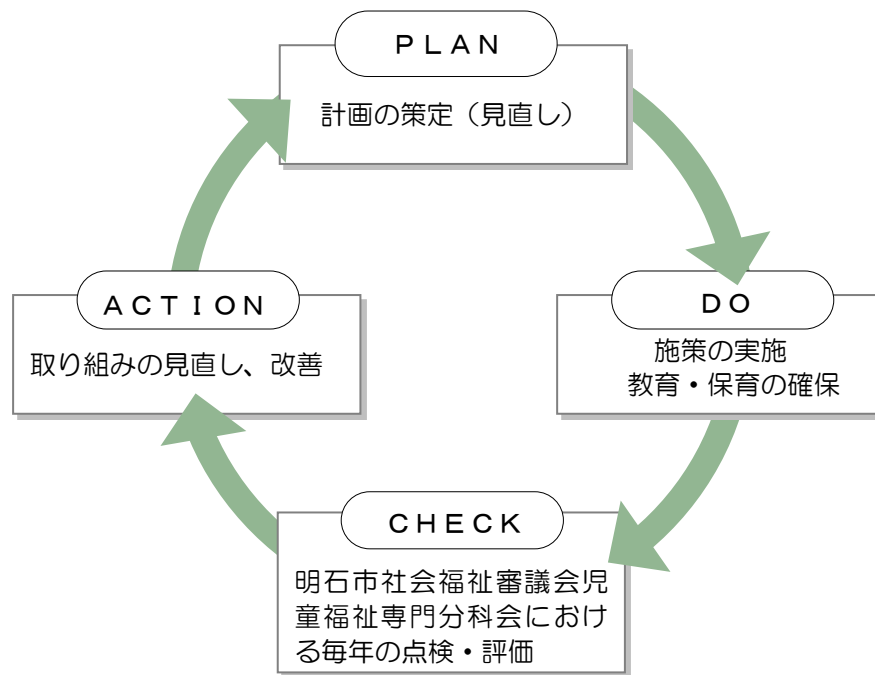 ＰＬＡＮ
計画の策定（見直し）
ＡＣＴＩＯＮ
取り組みの見直し、改善
ＤＯ
施策の実施
教育・保育の確保
ＣＨＥＣＫ
明石市社会福祉審議会児
童福祉専門分科会におけ
る毎年の点検・評価